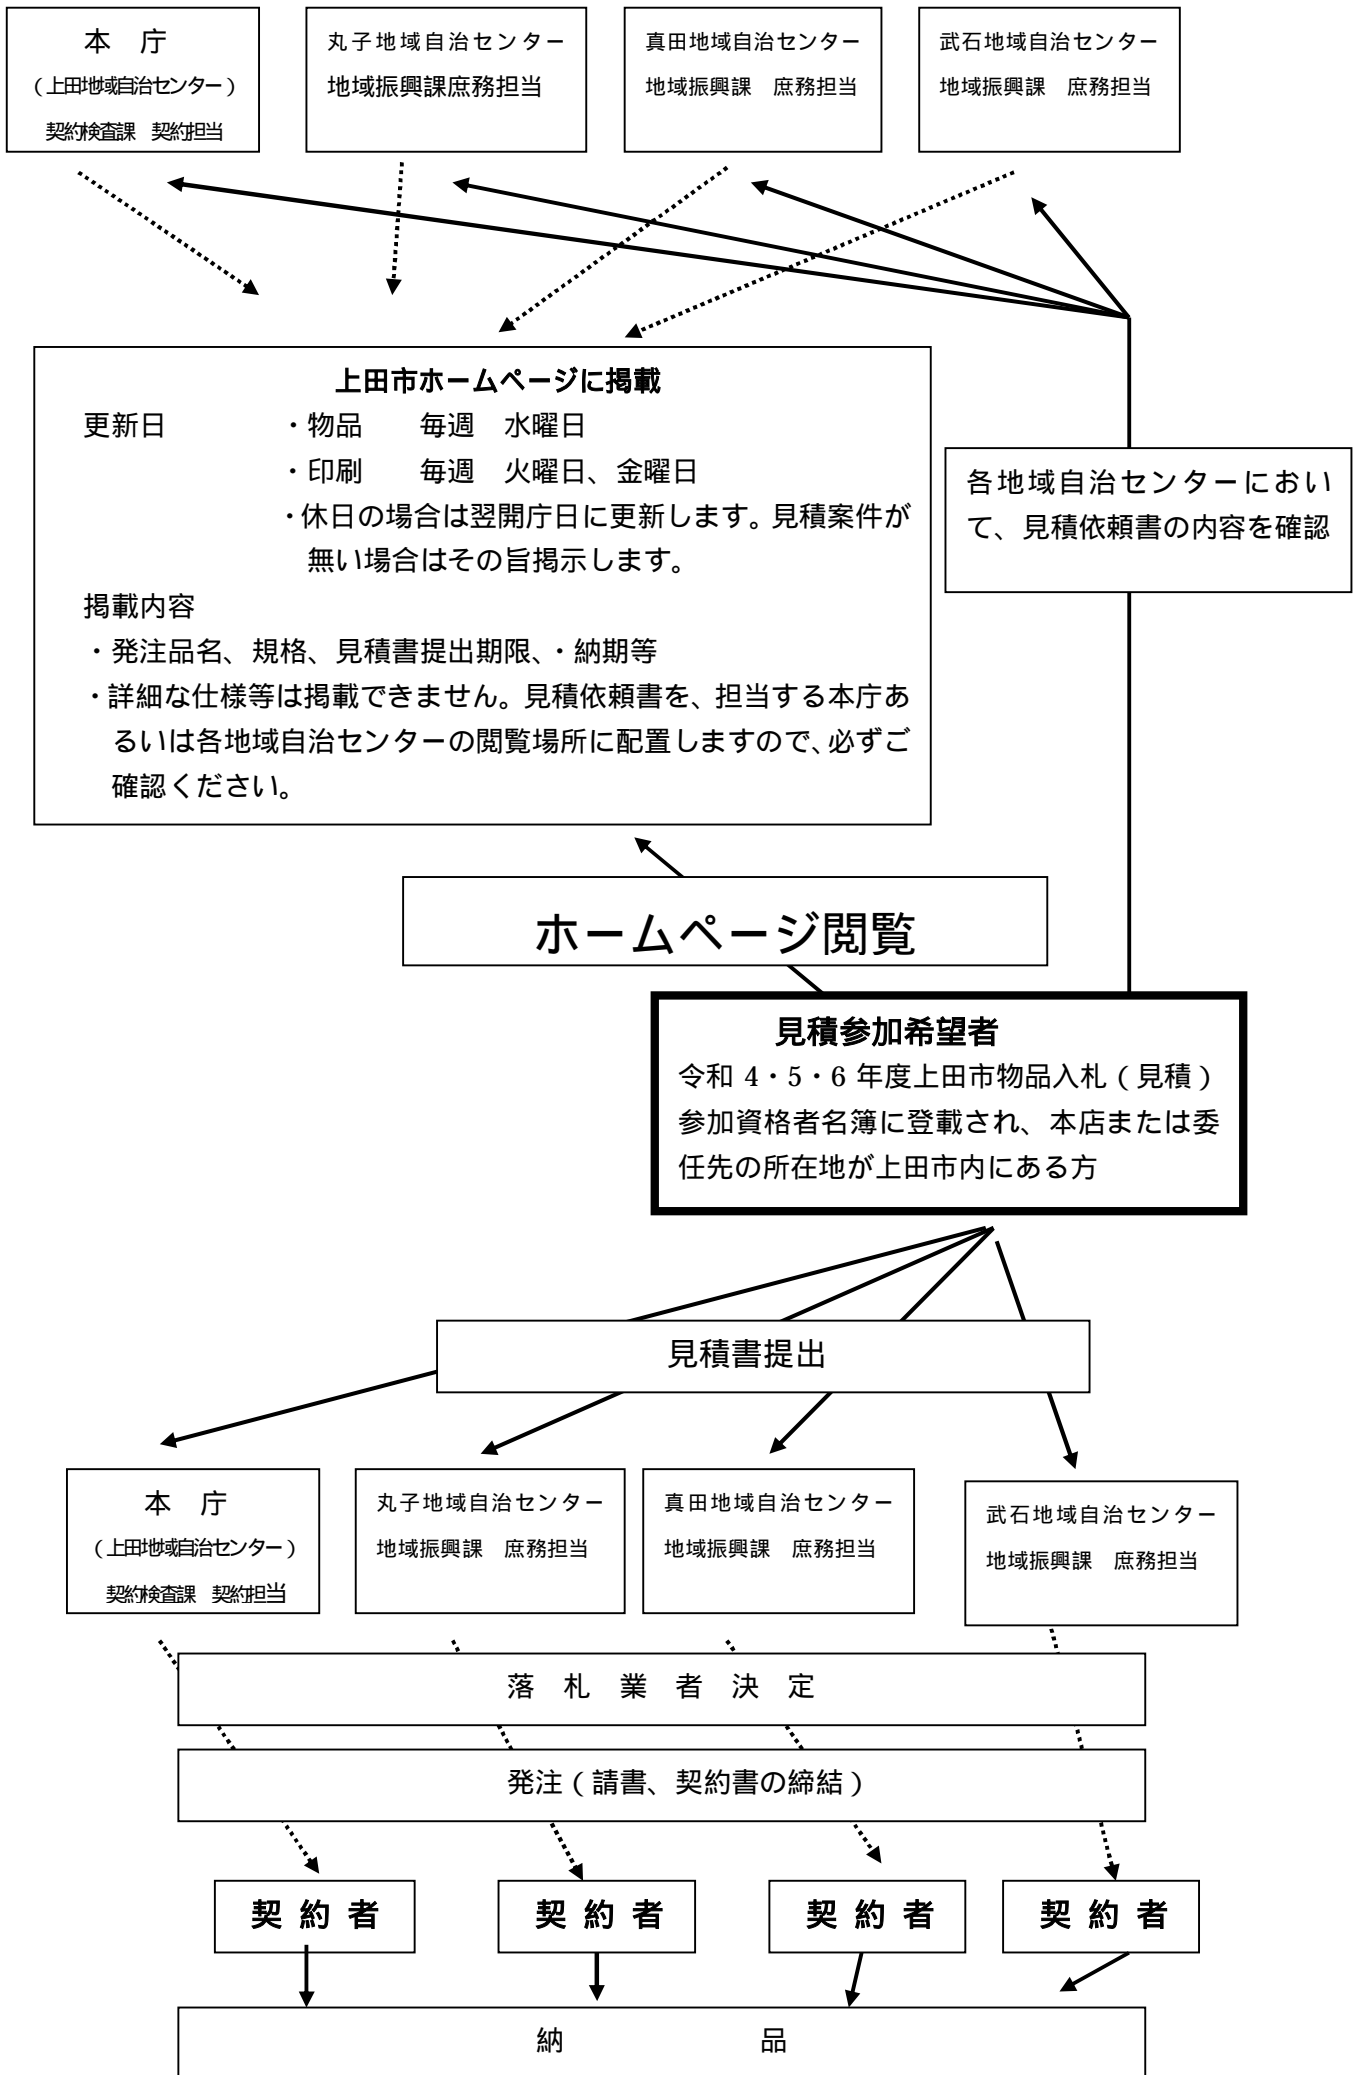 本　庁
（上田地域自治センター）
契約検査課　契約担当
丸子地域自治センター
地域振興課庶務担当
真田地域自治センター
地域振興課　庶務担当
武石地域自治センター
地域振興課　庶務担当
上田市ホームページに掲載
更新日　・物品　毎週　水曜日
・印刷　毎週　火曜日、金曜日
・休日の場合は翌開庁日に更新します。見積案件が
無い場合はその旨掲示します。
掲載内容
・発注品名、規格、見積書提出期限、・納期等
・詳細な仕様等は掲載できません。見積依頼書を、担当する本庁あ
るいは各地域自治センターの閲覧場所に配置しますので、必ずご
確認ください。
各地域自治センターにおい
て、見積依頼書の内容を確認
ホームページ閲覧
見積参加希望者
令和 4・5・6 年度上田市物品入札（見積）
参加資格者名簿に登載され、本店または委
任先の所在地が上田市内にある方
見積書提出
本　庁
（上田地域自治センター）
契約検査課　契約担当
丸子地域自治センター
地域振興課　庶務担当
真田地域自治センター
地域振興課　庶務担当
武石地域自治センター
地域振興課　庶務担当
落　札　業　者　決　定
発注（請書、契約書の締結）
契 約 者
契 約 者
契 約 者
契 約 者
納　　　　　　　品